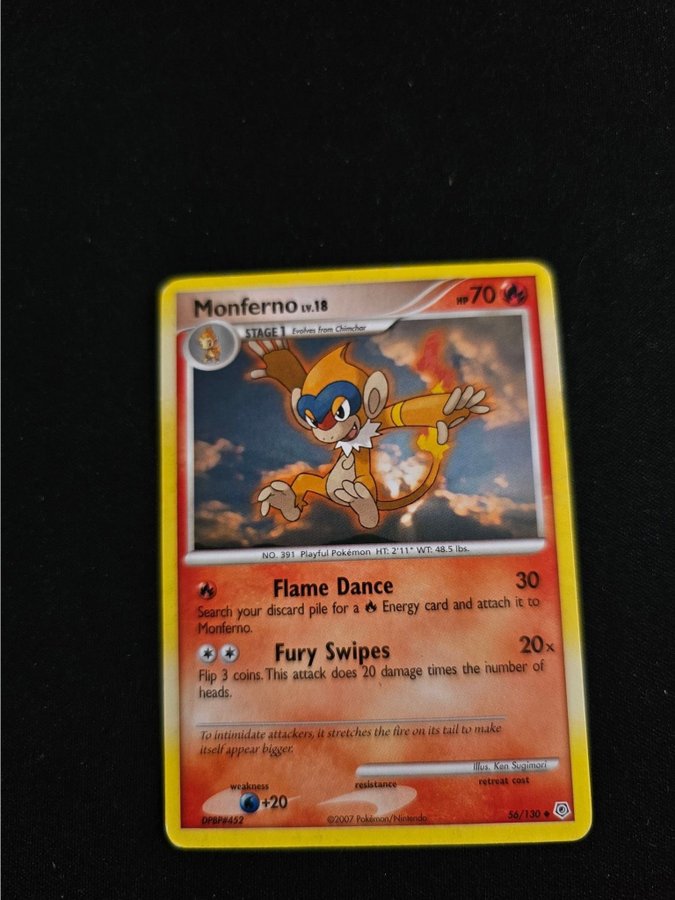 Monferno LV.18
HP 70
STAGE 1 Evolves from Chimchar
NO. 391 Playful Pokémon HT: 2'11" WT: 48.5 lbs.
Flame Dance 30
Search your discard pile for a Energy card and attach it to
Monferno.
Fury Swipes 20x
Flip 3 coins. This attack does 20 damage times the number of
heads.
To intimidate attackers, it stretches the fire on its tail to make
itself appear bigger.
Illus. Ken Sugimori
weakness resistance retreat cost
+20
DPBP#452 ©2007 Pokémon/Nintendo 56/130